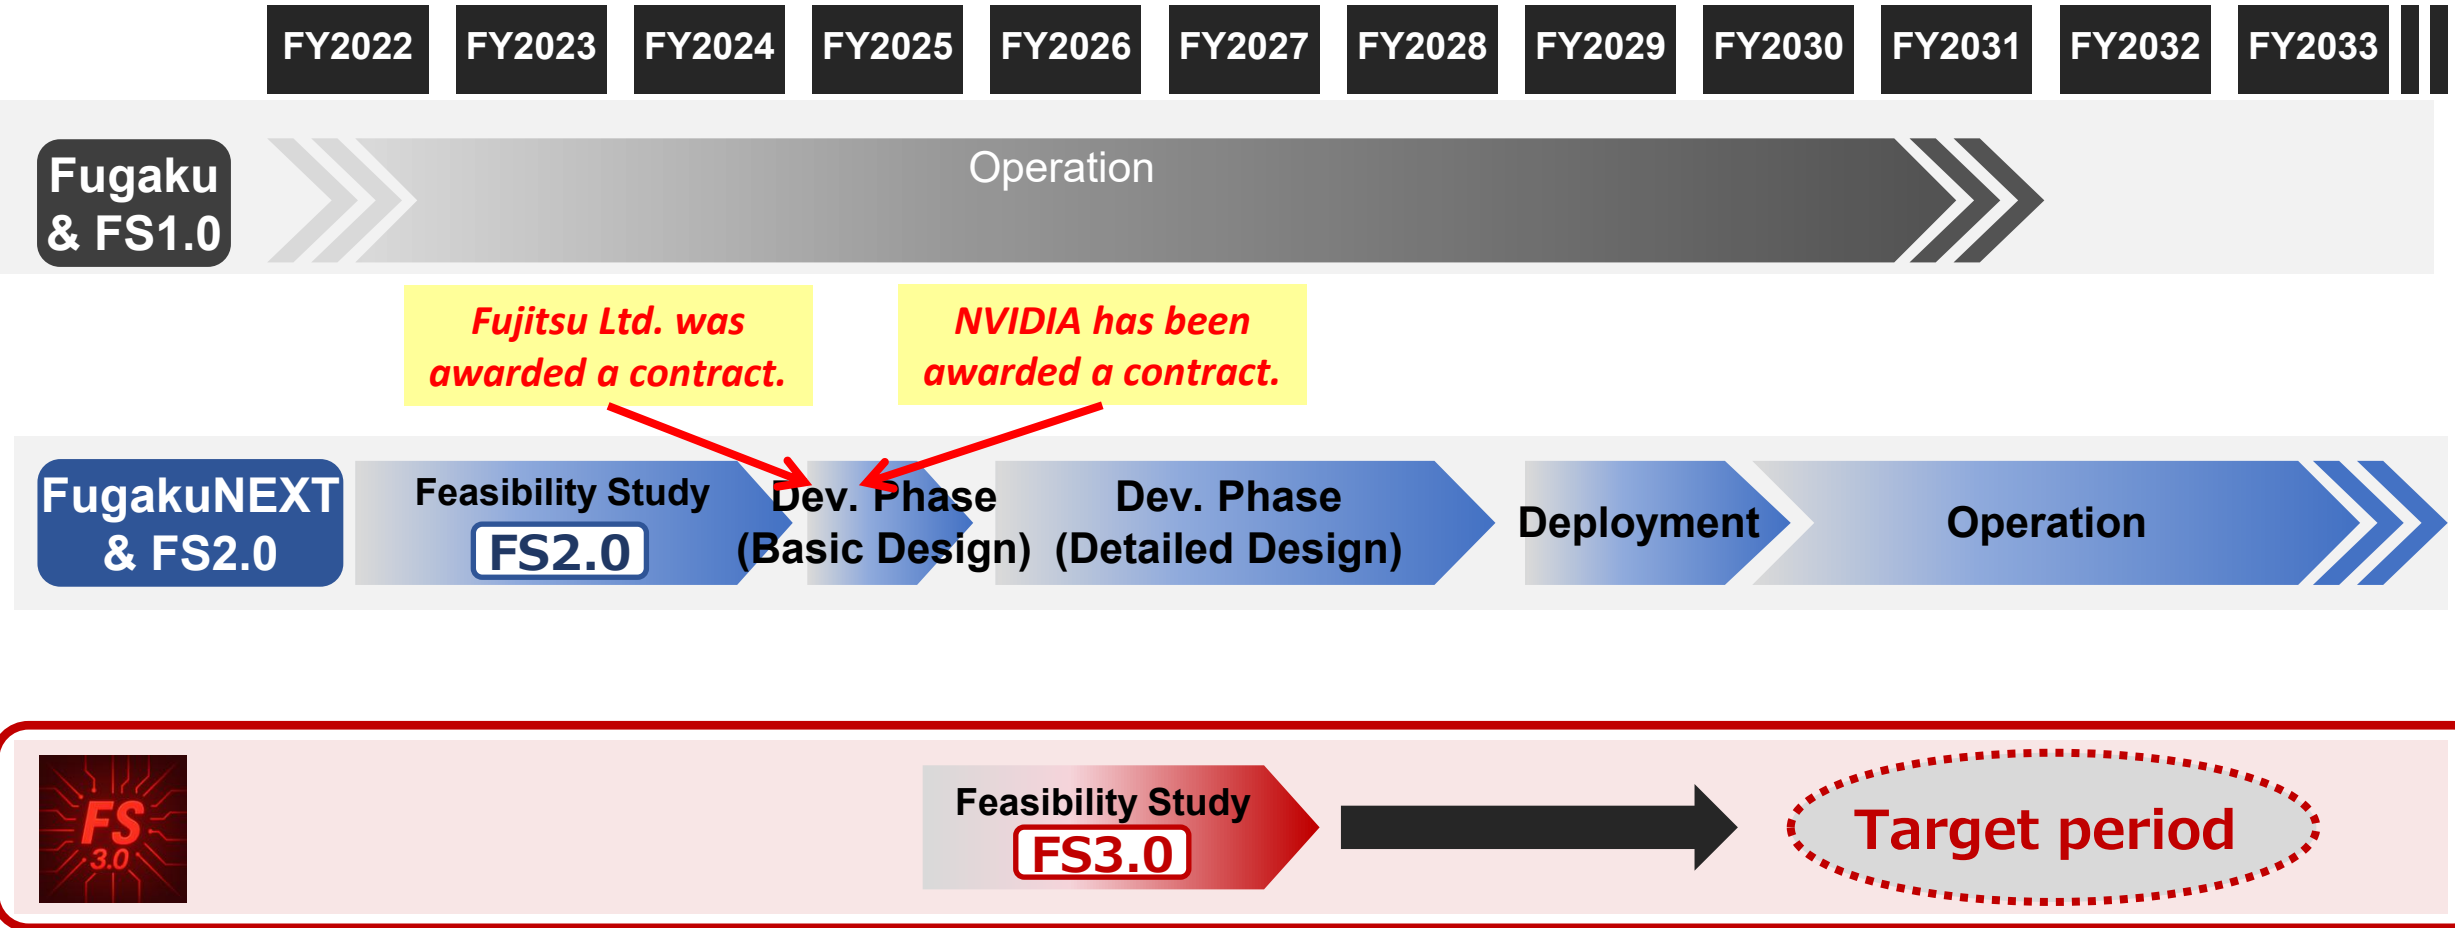 FY2022 FY2023 FY2024 FY2025 FY2026 FY2027 FY2028 FY2029 FY2030 FY2031 FY2032 FY2033
Fugaku
& FS1.0
Operation
Fujitsu Ltd. was
awarded a contract.
NVIDIA has been
awarded a contract.
FugakuNEXT
& FS2.0
Feasibility Study
FS2.0
Dev. Phase
(Basic Design)
Dev. Phase
(Detailed Design)
Deployment
Operation
FS
3.0
Feasibility Study
FS3.0
Target period